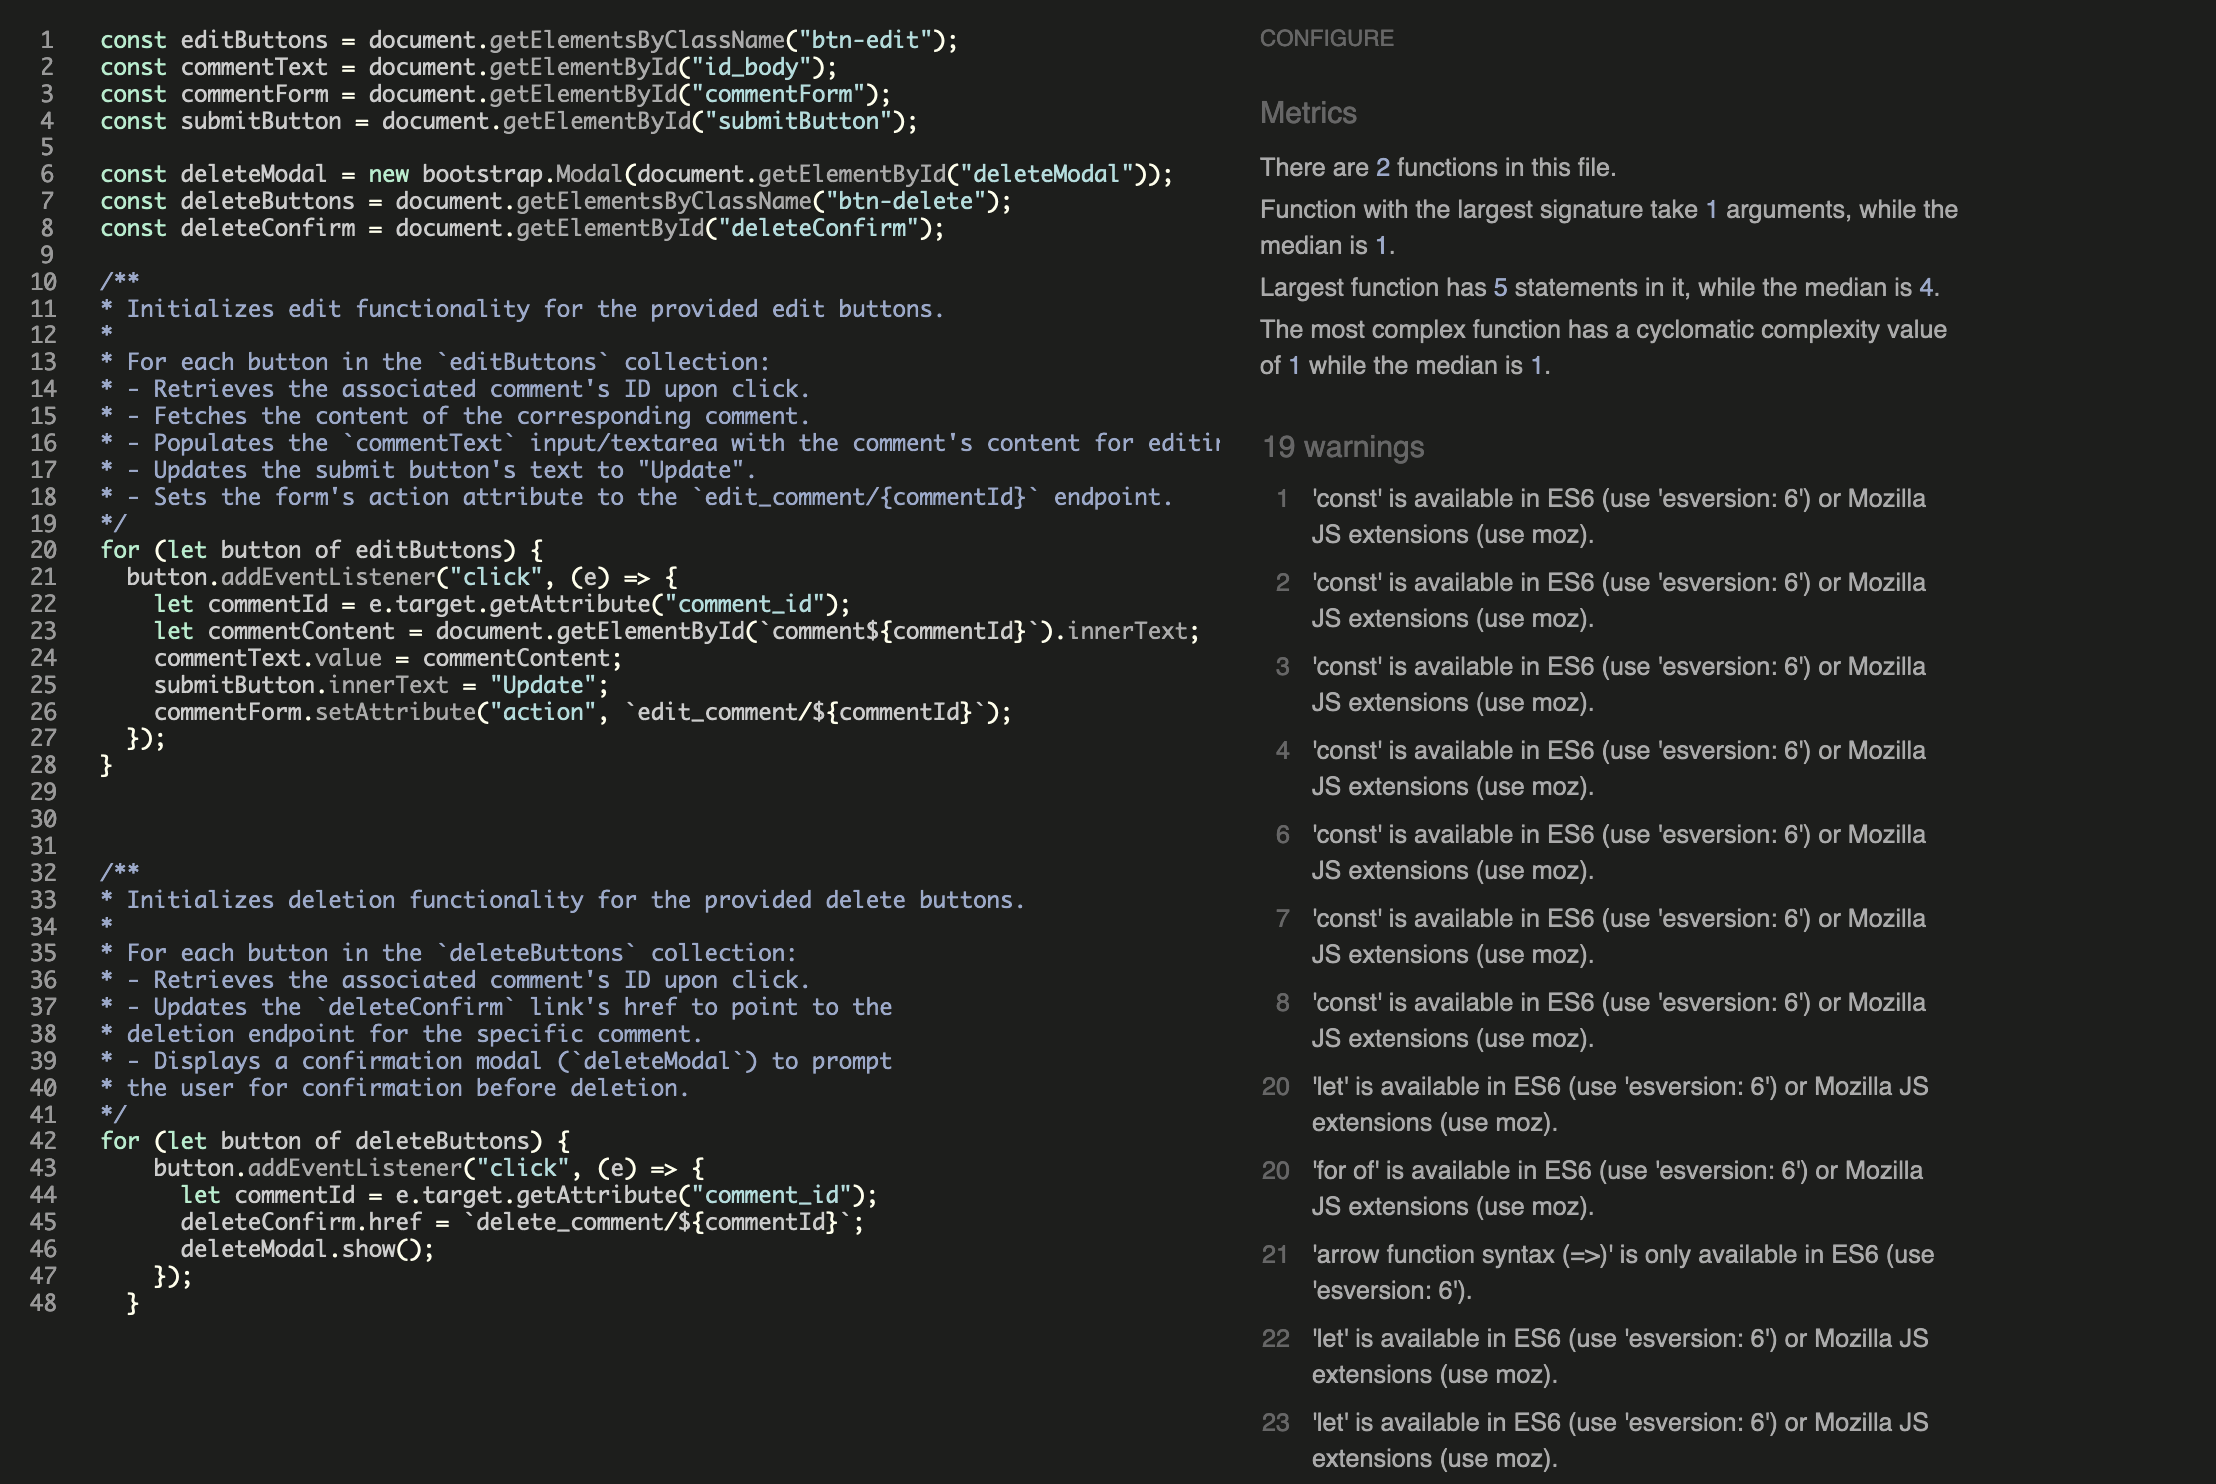 1 const editButtons = document.getElementsByClassName("btn-edit");
2 const commentText = document.getElementById("id_body");
3 const commentForm = document.getElementById("commentForm");
4 const submitButton = document.getElementById("submitButton");
5
6 const deleteModal = new bootstrap.Modal(document.getElementById("deleteModal"));
7 const deleteButtons = document.getElementsByClassName("btn-delete");
8 const deleteConfirm = document.getElementById("deleteConfirm");
9
10 /**
11 * Initializes edit functionality for the provided edit buttons.
12 *
13 * For each button in the `editButtons` collection:
14 * - Retrieves the associated comment's ID upon click.
15 * - Fetches the content of the corresponding comment.
16 * - Populates the `commentText` input/textarea with the comment's content for
17 * - Updates the submit button's text to "Update".
18 * - Sets the form's action attribute to the `edit_comment/{commentId}` endpoint.
19 */
20 for (let button of editButtons) {
21   button.addEventListener("click", (e) => {
22     let commentId = e.target.getAttribute("comment_id");
23     let commentContent = document.getElementById(`comment${commentId}`).innerText;
24     commentText.value = commentContent;
25     submitButton.innerText = "Update";
26     commentForm.setAttribute("action", `edit_comment/${commentId}`);
27   });
28 }
29
30
31
32 /**
33 * Initializes deletion functionality for the provided delete buttons.
34 *
35 * For each button in the `deleteButtons` collection:
36 * - Retrieves the associated comment's ID upon click.
37 * - Updates the `deleteConfirm` link's href to point to the
38 * deletion endpoint for the specific comment.
39 * - Displays a confirmation modal (`deleteModal`) to prompt
40 * the user for confirmation before deletion.
41 */
42 for (let button of deleteButtons) {
43     button.addEventListener("click", (e) => {
44       let commentId = e.target.getAttribute("comment_id");
45       deleteConfirm.href = `delete_comment/${commentId}`;
46       deleteModal.show();
47     });
48   }
CONFIGURE
Metrics
There are 2 functions in this file.
Function with the largest signature take 1 arguments, while the
median is 1.
Largest function has 5 statements in it, while the median is 4.
The most complex function has a cyclomatic complexity value
of 1 while the median is 1.
19 warnings
1 'const' is available in ES6 (use 'esversion: 6') or Mozilla
JS extensions (use moz).
2 'const' is available in ES6 (use 'esversion: 6') or Mozilla
JS extensions (use moz).
3 'const' is available in ES6 (use 'esversion: 6') or Mozilla
JS extensions (use moz).
4 'const' is available in ES6 (use 'esversion: 6') or Mozilla
JS extensions (use moz).
6 'const' is available in ES6 (use 'esversion: 6') or Mozilla
JS extensions (use moz).
7 'const' is available in ES6 (use 'esversion: 6') or Mozilla
JS extensions (use moz).
8 'const' is available in ES6 (use 'esversion: 6') or Mozilla
JS extensions (use moz).
20 'let' is available in ES6 (use 'esversion: 6') or Mozilla JS
extensions (use moz).
20 'for of' is available in ES6 (use 'esversion: 6') or Mozilla
JS extensions (use moz).
21 'arrow function syntax (=>)' is only available in ES6 (use
'esversion: 6').
22 'let' is available in ES6 (use 'esversion: 6') or Mozilla JS
extensions (use moz).
23 'let' is available in ES6 (use 'esversion: 6') or Mozilla JS
extensions (use moz).